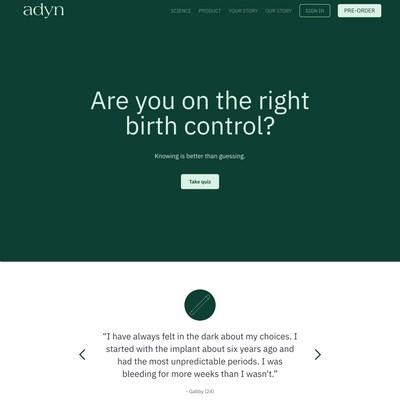 adyn
SCIENCE PRODUCT YOUR STORY OUR STORY SIGN IN PRE-ORDER
Are you on the right
birth control?
Knowing is better than guessing.
Take quiz
“I have always felt in the dark about my choices. I
started with the implant about six years ago and
had the most unpredictable periods. I was
bleeding for more weeks than I wasn't.”
- Gabby (24)